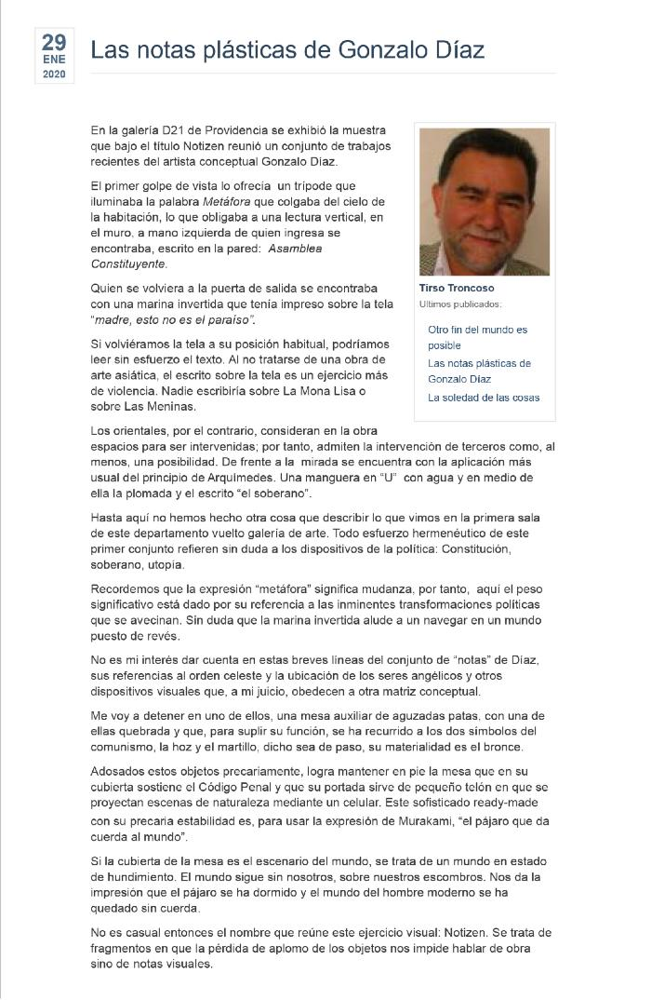 29
ENE
2020
Las notas plásticas de Gonzalo Díaz
En la galería D21 de Providencia se exhibió la muestra
que bajo el título Notizen reunió un conjunto de trabajos
recientes del artista conceptual Gonzalo Díaz.
El primer golpe de vista lo ofrecía un trípode que
iluminaba la palabra Metáfora que colgaba del cielo de
la habitación, lo que obligaba a una lectura vertical, en
el muro, a mano izquierda de quien ingresa se
encontraba, escrito en la pared: Asamblea
Constituyente.
Quien se volviera a la puerta de salida se encontraba
con una marina invertida que tenía impreso sobre la tela
“madre, esto no es el paraíso”.
Si volviéramos la tela a su posición habitual, podríamos
leer sin esfuerzo el texto. Al no tratarse de una obra de
arte asiática, el escrito sobre la tela es un ejercicio más
de violencia. Nadie escribiría sobre La Mona Lisa o
sobre Las Meninas.
Tirso Troncoso
Ultimos publicados:
Otro fin del mundo es
posible
Las notas plásticas de
Gonzalo Díaz
La soledad de las cosas
Los orientales, por el contrario, consideran en la obra
espacios para ser intervenidas; por tanto, admiten la intervención de terceros como, al
menos, una posibilidad. De frente a la mirada se encuentra con la aplicación más
usual del principio de Arquímedes. Una manguera en “U” con agua y en medio de
ella la plomada y el escrito “el soberano”.
Hasta aquí no hemos hecho otra cosa que describir lo que vimos en la primera sala
de este departamento vuelto galería de arte. Todo esfuerzo hermenéutico de este
primer conjunto refieren sin duda a los dispositivos de la política: Constitución,
soberano, utopía.
Recordemos que la expresión “metáfora” significa mudanza, por tanto, aquí el peso
significativo está dado por su referencia a las inminentes transformaciones políticas
que se avecinan. Sin duda que la marina invertida alude a un navegar en un mundo
puesto de revés.
No es mi interés dar cuenta en estas breves líneas del conjunto de “notas” de Díaz,
sus referencias al orden celeste y la ubicación de los seres angélicos y otros
dispositivos visuales que, a mi juicio, obedecen a otra matriz conceptual.
Me voy a detener en uno de ellos, una mesa auxiliar de aguzadas patas, con una de
ellas quebrada y que, para suplir su función, se ha recurrido a los dos símbolos del
comunismo, la hoz y el martillo, dicho sea de paso, su materialidad es el bronce.
Adosados estos objetos precariamente, logra mantener en pie la mesa que en su
cubierta sostiene el Código Penal y que su portada sirve de pequeño telón en que se
proyectan escenas de naturaleza mediante un celular. Este sofisticado ready-made
con su precaria estabilidad es, para usar la expresión de Murakami, “el pájaro que da
cuerda al mundo”.
Si la cubierta de la mesa es el escenario del mundo, se trata de un mundo en estado
de hundimiento. El mundo sigue sin nosotros, sobre nuestros escombros. Nos da la
impresión que el pájaro se ha dormido y el mundo del hombre moderno se ha
quedado sin cuerda.
No es casual entonces el nombre que reúne este ejercicio visual: Notizen. Se trata de
fragmentos en que la pérdida de aplomo de los objetos nos impide hablar de obra
sino de notas visuales.